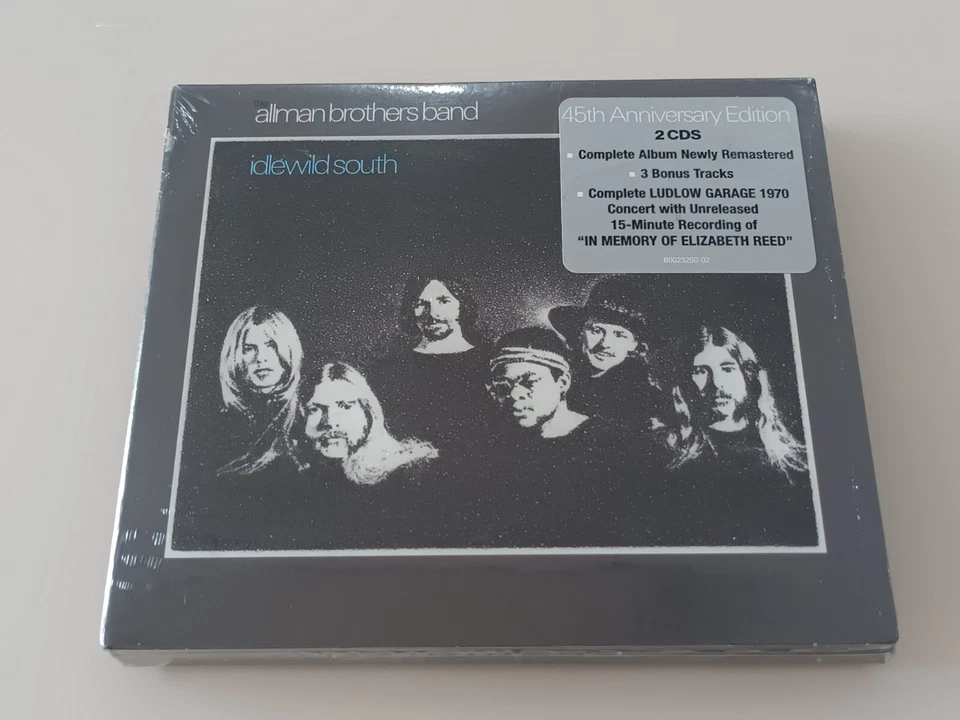 the allman brothers band
idlewild south
45th Anniversary Edition
2 CDS
▪ Complete Album Newly Remastered
▪ 3 Bonus Tracks
▪ Complete LUDLOW GARAGE 1970
Concert with Unreleased
15-Minute Recording of
“IN MEMORY OF ELIZABETH REED”
B0023290-02